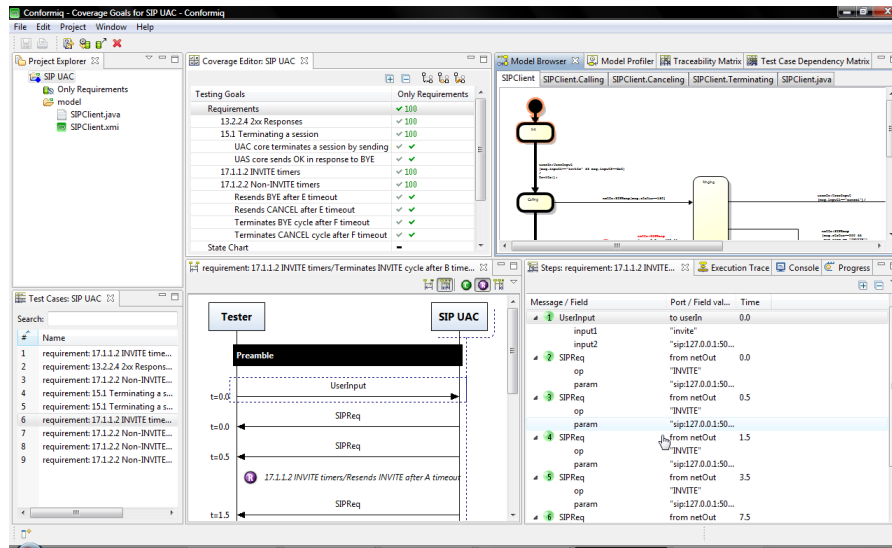 Conformiq - Coverage Goals for SIP UAC - Conformiq
File Edit Project Window Help
Project Explorer
SIP UAC
Only Requirements
model
SIPClient.java
SIPClient.xmi
Coverage Editor: SIP UAC
Testing Goals Only Requirements
Requirements 100
13.2.2.4 2xx Responses 100
15.1 Terminating a session 100
UAC core terminates a session by sending
UAS core sends OK in response to BYE
17.1.1.2 INVITE timers 100
17.1.2.2 Non-INVITE timers 100
Resends BYE after E timeout
Resends CANCEL after E timeout
Terminates BYE cycle after F timeout
Terminates CANCEL cycle after F timeout
State Chart
Model Browser Model Profiler Traceability Matrix Test Case Dependency Matrix
SIPClient SIPClient.Calling SIPClient.Canceling SIPClient.Terminating SIPClient.java
Calling
Ringing
Test Cases: SIP UAC
Search:
# Name
1 requirement: 17.1.1.2 INVITE time...
2 requirement: 13.2.2.4 2xx Respons...
3 requirement: 17.1.2.2 Non-INVITE...
4 requirement: 15.1 Terminating a s...
5 requirement: 15.1 Terminating a s...
6 requirement: 17.1.1.2 INVITE time...
7 requirement: 17.1.2.2 Non-INVITE...
8 requirement: 17.1.2.2 Non-INVITE...
9 requirement: 17.1.2.2 Non-INVITE...
requirement: 17.1.1.2 INVITE timers/Terminates INVITE cycle after B time...
Tester SIP UAC
Preamble
UserInput
t=0.0
SIPReq
t=0.0
SIPReq
t=0.5
R 17.1.1.2 INVITE timers/Resends INVITE after A timeout
SIPReq
t=1.5
Steps: requirement: 17.1.1.2 INVITE... Execution Trace Console Progress
Message / Field Port / Field val... Time
1 UserInput to userIn 0.0
input1 "invite"
input2 "sip:127.0.0.1:50...
2 SIPReq from netOut 0.0
op "INVITE"
param "sip:127.0.0.1:50...
3 SIPReq from netOut 0.5
op "INVITE"
param "sip:127.0.0.1:50...
4 SIPReq from netOut 1.5
op "INVITE"
param "sip:127.0.0.1:50...
5 SIPReq from netOut 3.5
op "INVITE"
param "sip:127.0.0.1:50...
6 SIPReq from netOut 7.5